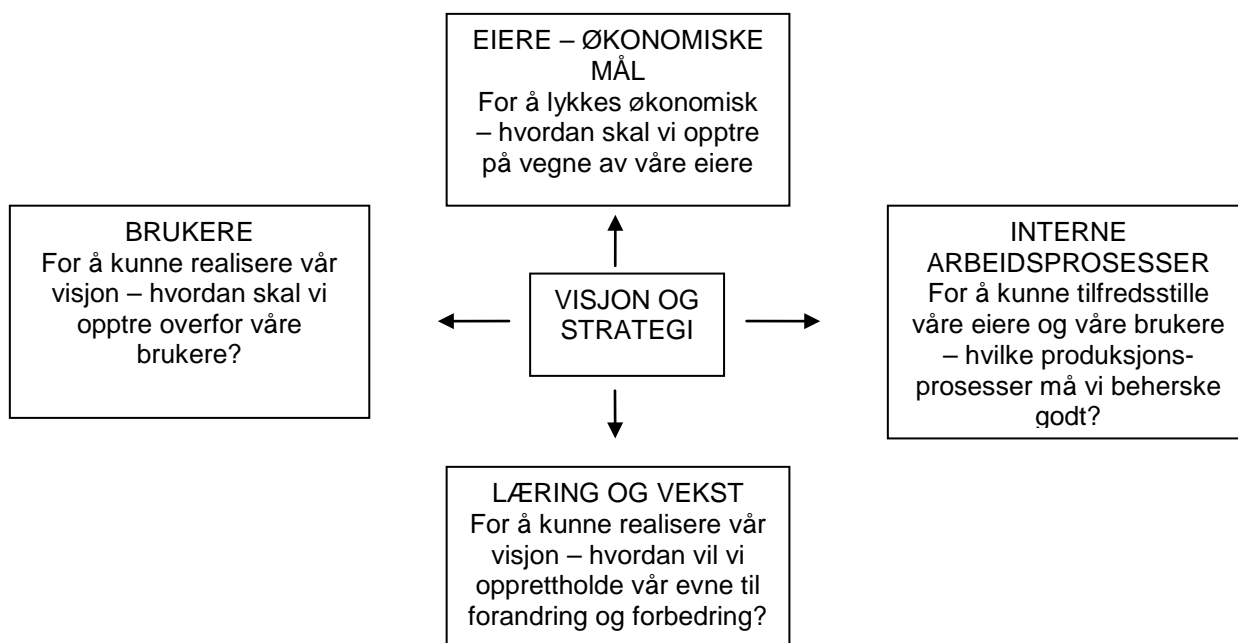 EIERE – ØKONOMISKE
MÅL
For å lykkes økonomisk
– hvordan skal vi opptre
på vegne av våre eiere
BRUKERE
For å kunne realisere vår
visjon – hvordan skal vi
opptre overfor våre
brukere?
VISJON OG
STRATEGI
INTERNE
ARBEIDSPROSESSER
For å kunne tilfredsstille
våre eiere og våre brukere
– hvilke produksjons-
prosesser må vi beherske
godt?
LÆRING OG VEKST
For å kunne realisere vår
visjon – hvordan vil vi
opprettholde vår evne til
forandring og forbedring?